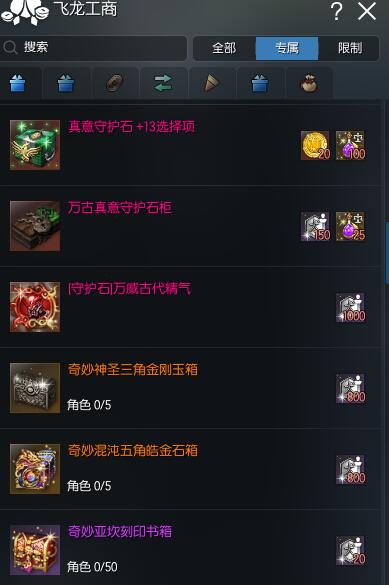 飞龙工商
搜索
全部
专属
限制
真意守护石 +13选择项
20
100
万古真意守护石柜
150
25
[守护石]万威古代精气
1000
奇妙神圣三角金刚玉箱
角色 0/5
800
奇妙混沌五角皓金石箱
角色 0/5
800
奇妙亚坎刻印书箱
角色 0/50
20